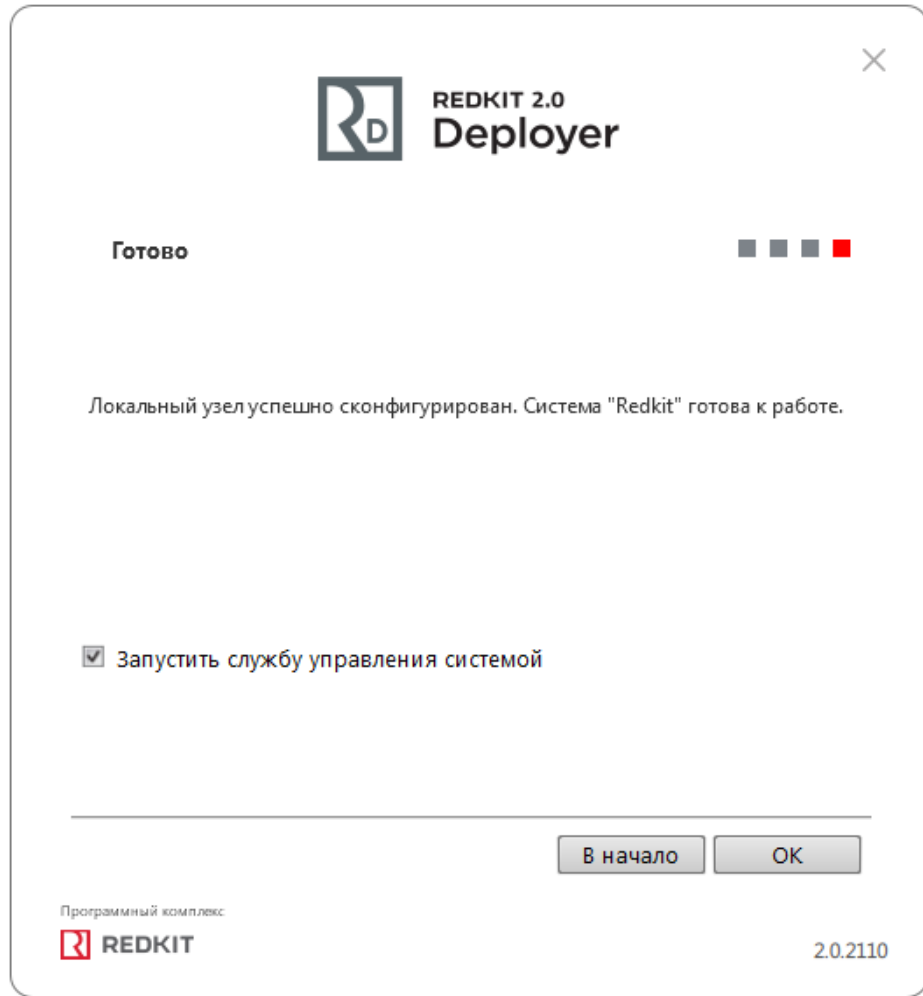 RD
REDKIT 2.0
Deployer
Готово
Локальный узел успешно сконфигурирован. Система "Redkit" готова к работе.
Запустить службу управления системой
В начало
OK
Программный комплекс
REDKIT
2.0.2110